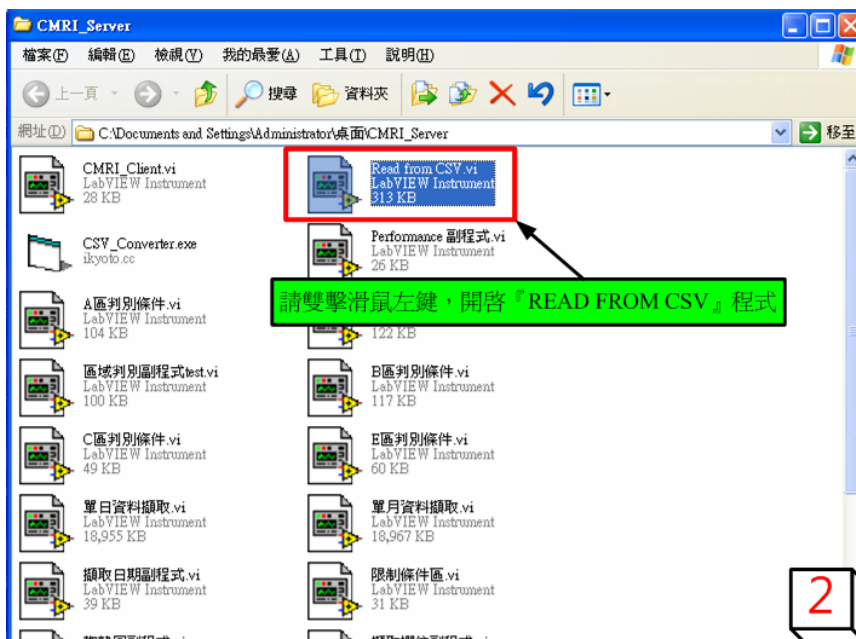 CMRI_Server
檔案(F) 編輯(E) 檢視(V) 我的最愛(A) 工具(T) 說明(H)
上一頁 搜尋 資料夾
網址(D) C:\Documents and Settings\Administrator\桌面\CMRI_Server 移至
CMRI_Client.vi
LabVIEW Instrument
28 KB
Read from CSV.vi
LabVIEW Instrument
313 KB
CSV_Converter.exe
ikyoto.cc
Performance 副程式.vi
LabVIEW Instrument
26 KB
請雙擊滑鼠左鍵，開啓『READ FROM CSV』程式
A區判別條件.vi
LabVIEW Instrument
104 KB
122 KB
區域判別副程式test.vi
LabVIEW Instrument
100 KB
B區判別條件.vi
LabVIEW Instrument
117 KB
C區判別條件.vi
LabVIEW Instrument
49 KB
E區判別條件.vi
LabVIEW Instrument
60 KB
單日資料擷取.vi
LabVIEW Instrument
18,955 KB
單月資料擷取.vi
LabVIEW Instrument
18,967 KB
擷取日期副程式.vi
LabVIEW Instrument
39 KB
限制條件區.vi
LabVIEW Instrument
31 KB
2